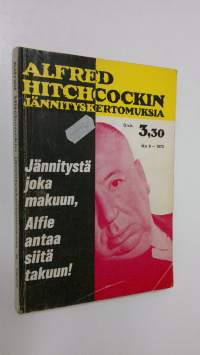 ALFRED
HITCHCOCKIN
JÄNNITYSKERTOMUKSIA
3,30
Jännitystä
joka
makuun,
Alfie
antaa
siitä
takuun!